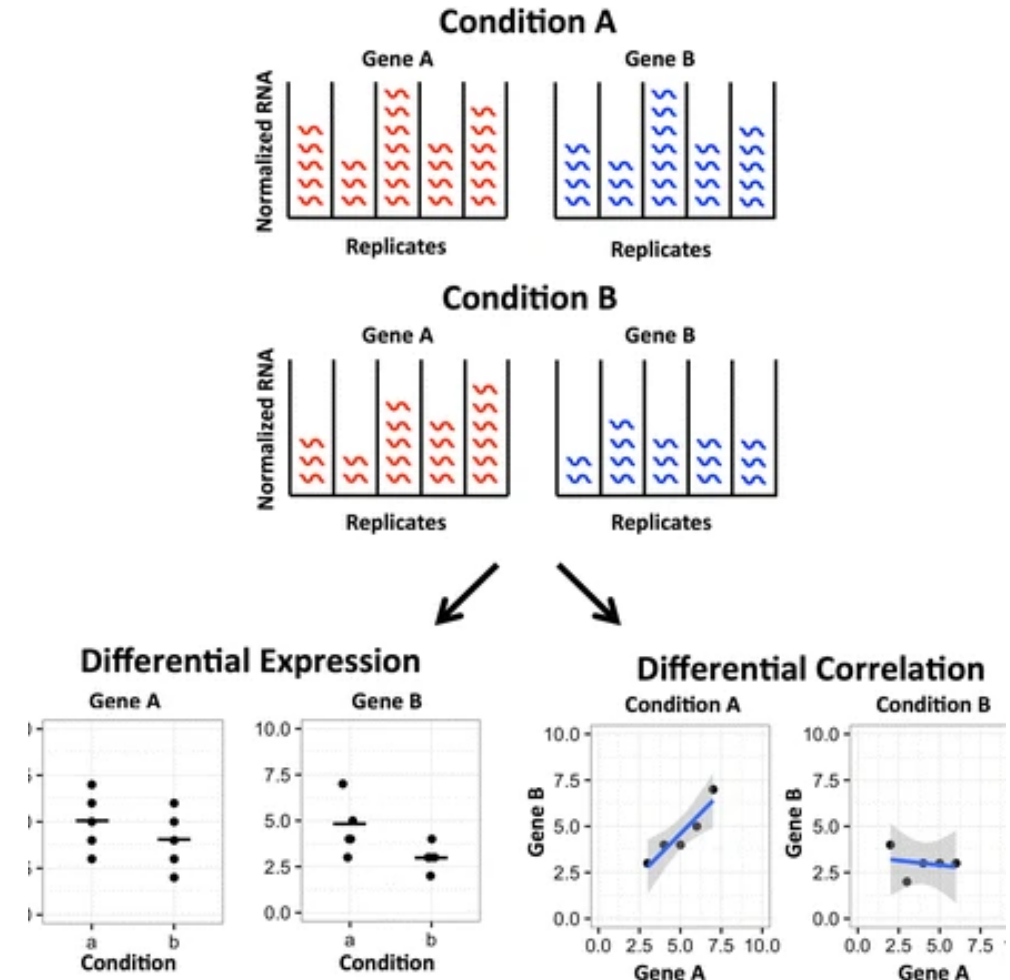 Condition A
Gene A Gene B
Normalized RNA
Replicates Replicates
Condition B
Gene A Gene B
Normalized RNA
Replicates Replicates
Differential Expression
Gene A Gene B
10.0
7.5
5.0
2.5
0.0
a b a b
Condition Condition
Differential Correlation
Condition A Condition B
Gene B
10.0
7.5
5.0
2.5
0.0
0.0 2.5 5.0 7.5 10.0
Gene A
Gene B
10.0
7.5
5.0
2.5
0.0
0.0 2.5 5.0 7.5
Gene A